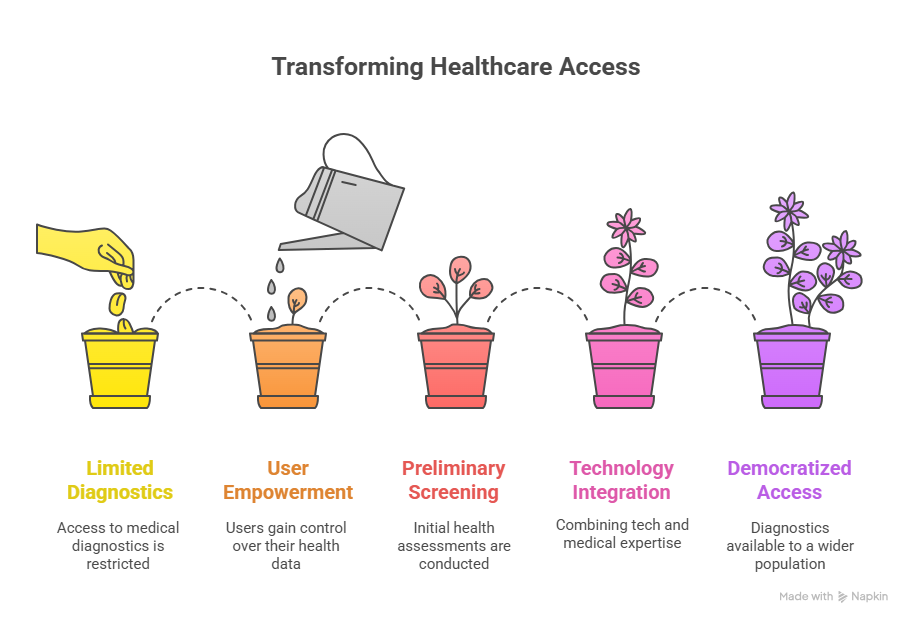 Transforming Healthcare Access
Limited
Diagnostics
Access to medical
diagnostics is
restricted
User
Empowerment
Users gain control
over their health
data
Preliminary
Screening
Initial health
assessments are
conducted
Technology
Integration
Combining tech and
medical expertise
Democratized
Access
Diagnostics
available to a wider
population
Made with Napkin